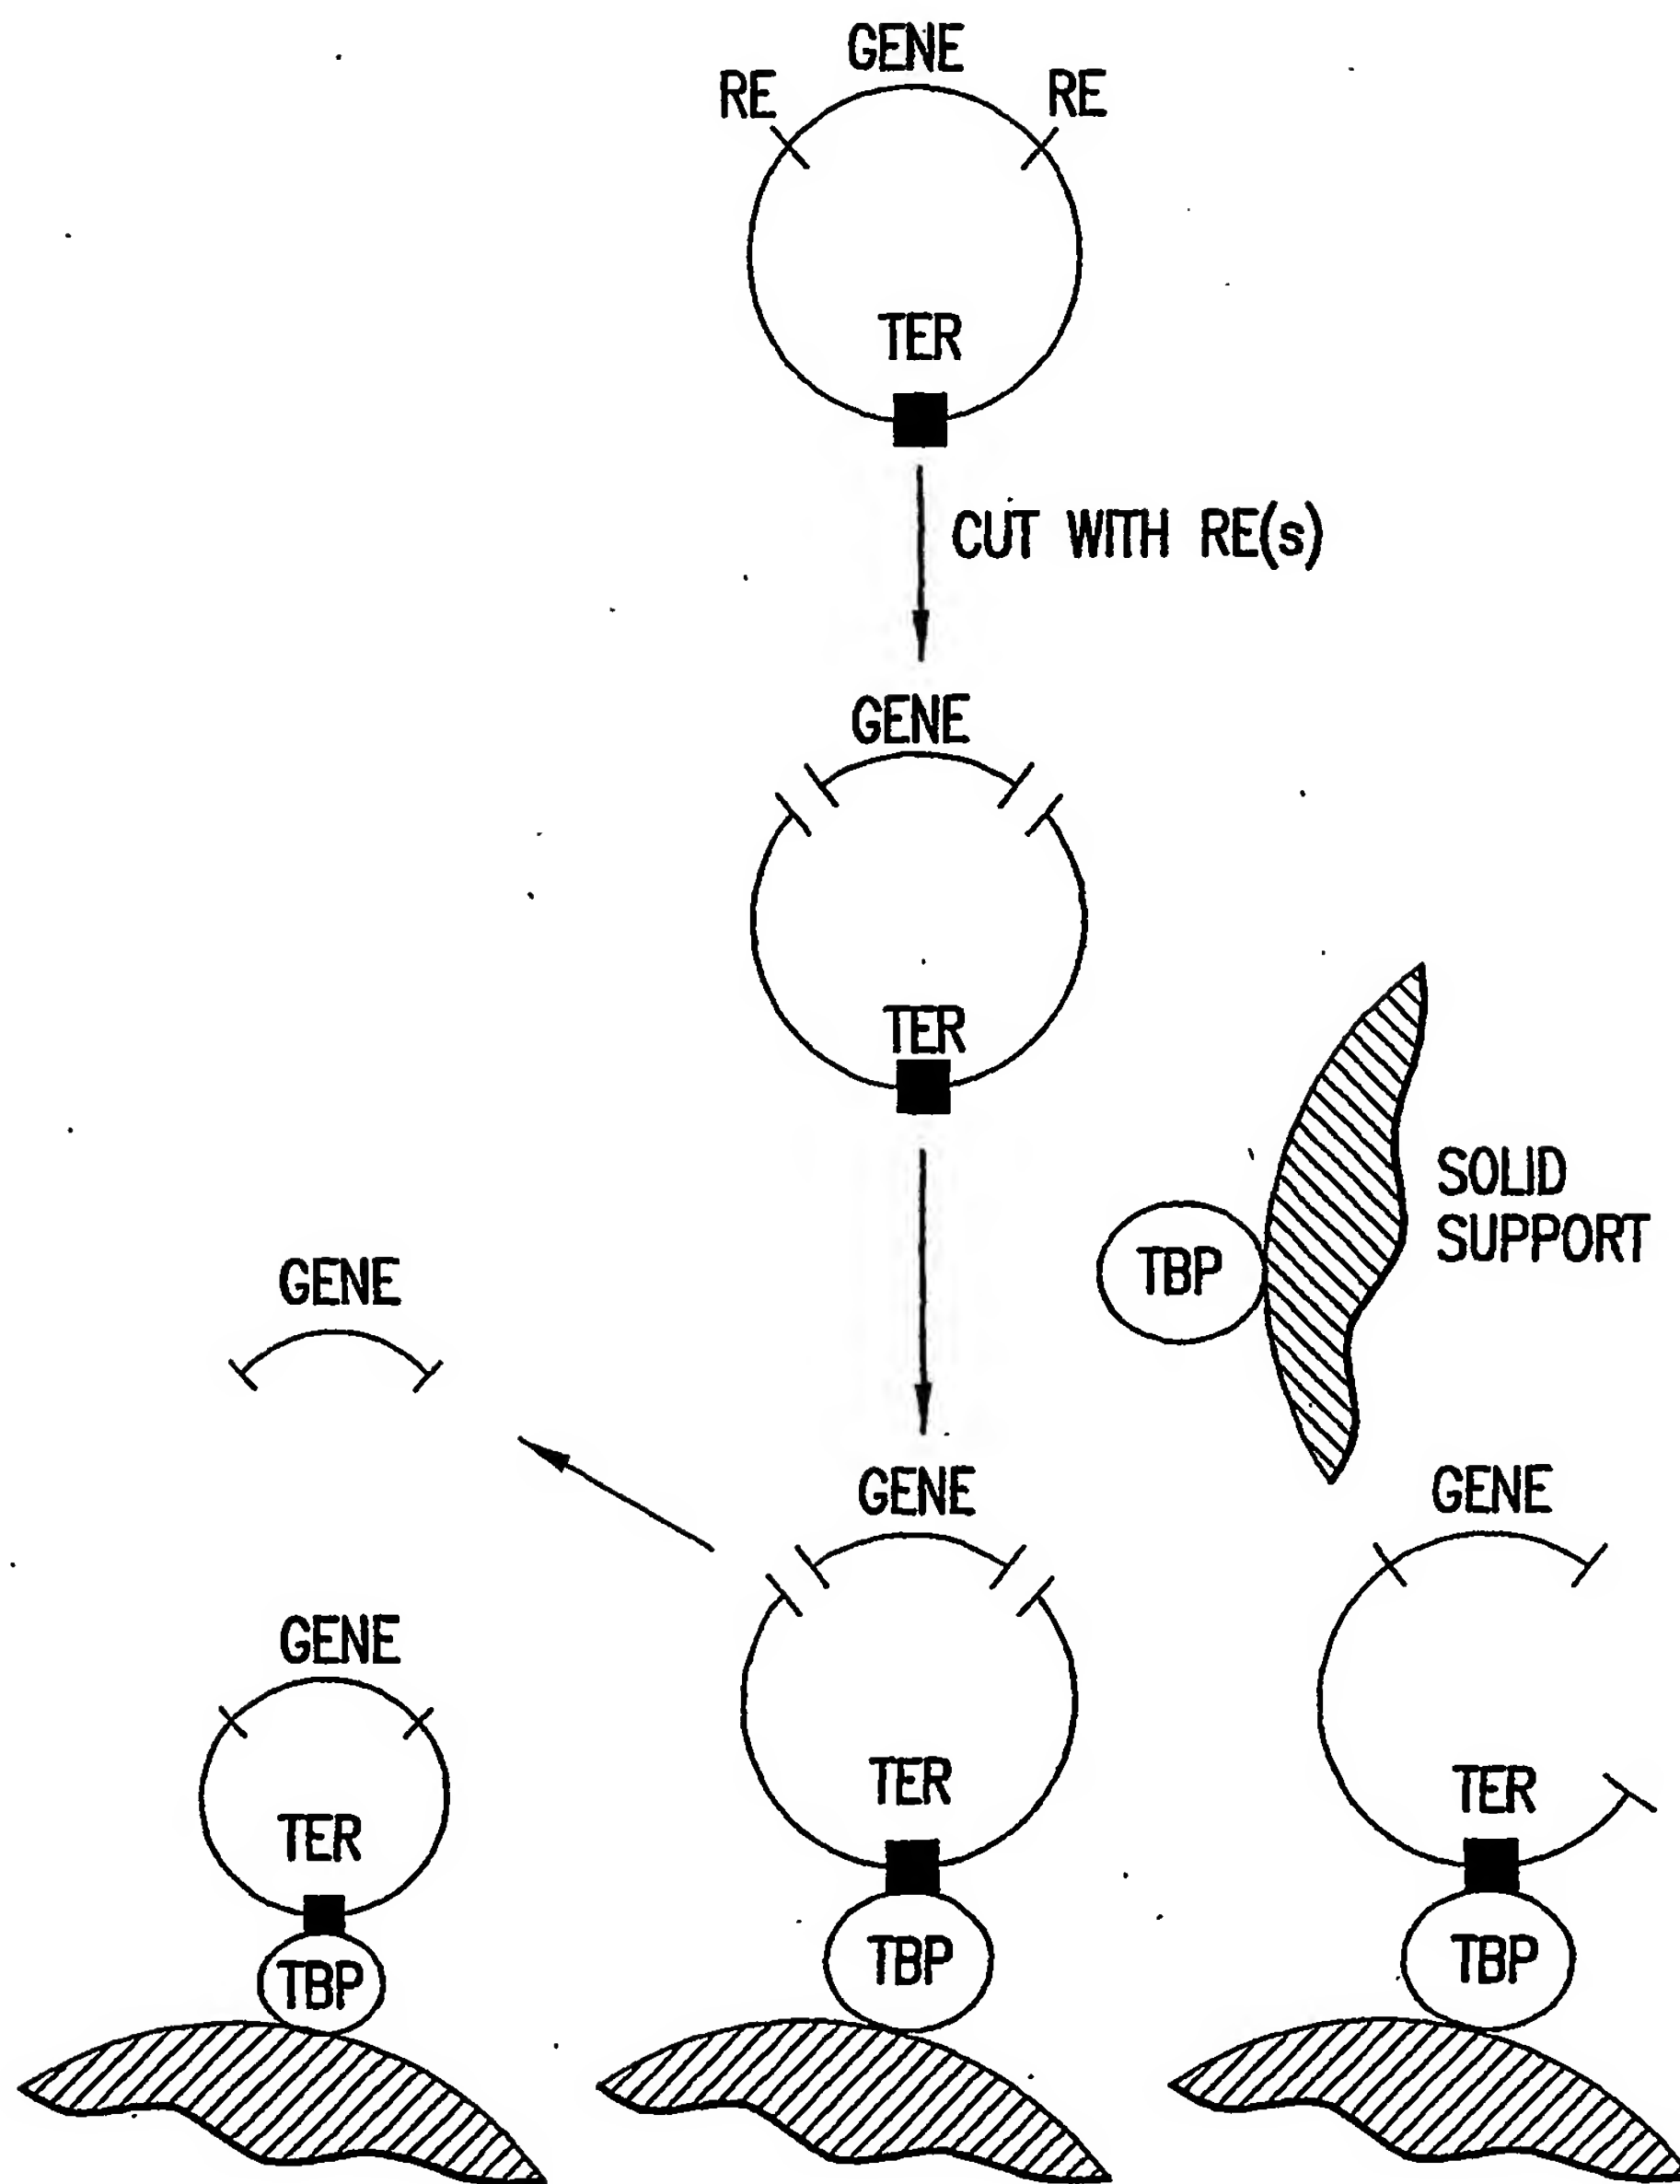 GENE
RE
RE
TER
CUT WITH RE(s)
GENE
TER
SOLID
SUPPORT
TBP
GENE
GENE
GENE
GENE
TER
TER
TER
TBP
TBP
TBP